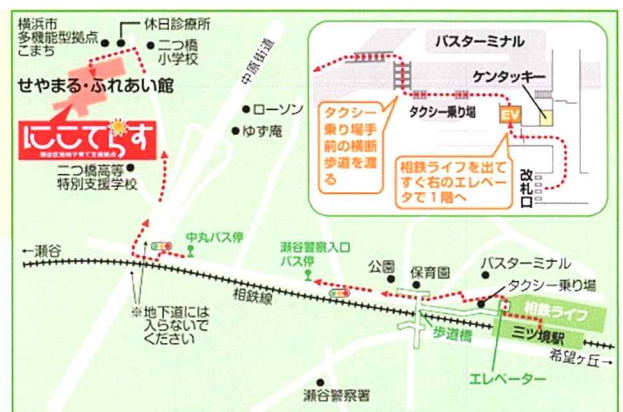 横浜市
多機能型拠点
こまち
休日診療所
二つ橋
小学校
せやまる・ふれあい館
にこてらす
瀬谷区地域子育て支援拠点
二つ橋高等
特別支援学校
中原街道
ローソン
ゆず庵
バスターミナル
ケンタッキー
タクシー乗り場
EV
タクシー
乗り場手
前の横断
歩道を渡
る
相鉄ライフを出て
すぐ右のエレベー
タで1階へ
改札口
←瀬谷
中丸バス停
瀬谷警察入口
バス停
公園
保育園
バスターミナル
タクシー乗り場
相鉄線
※地下道には
入らないで
ください
歩道橋
相鉄ライフ
三ツ境駅
希望ヶ丘→
エレベーター
瀬谷警察署